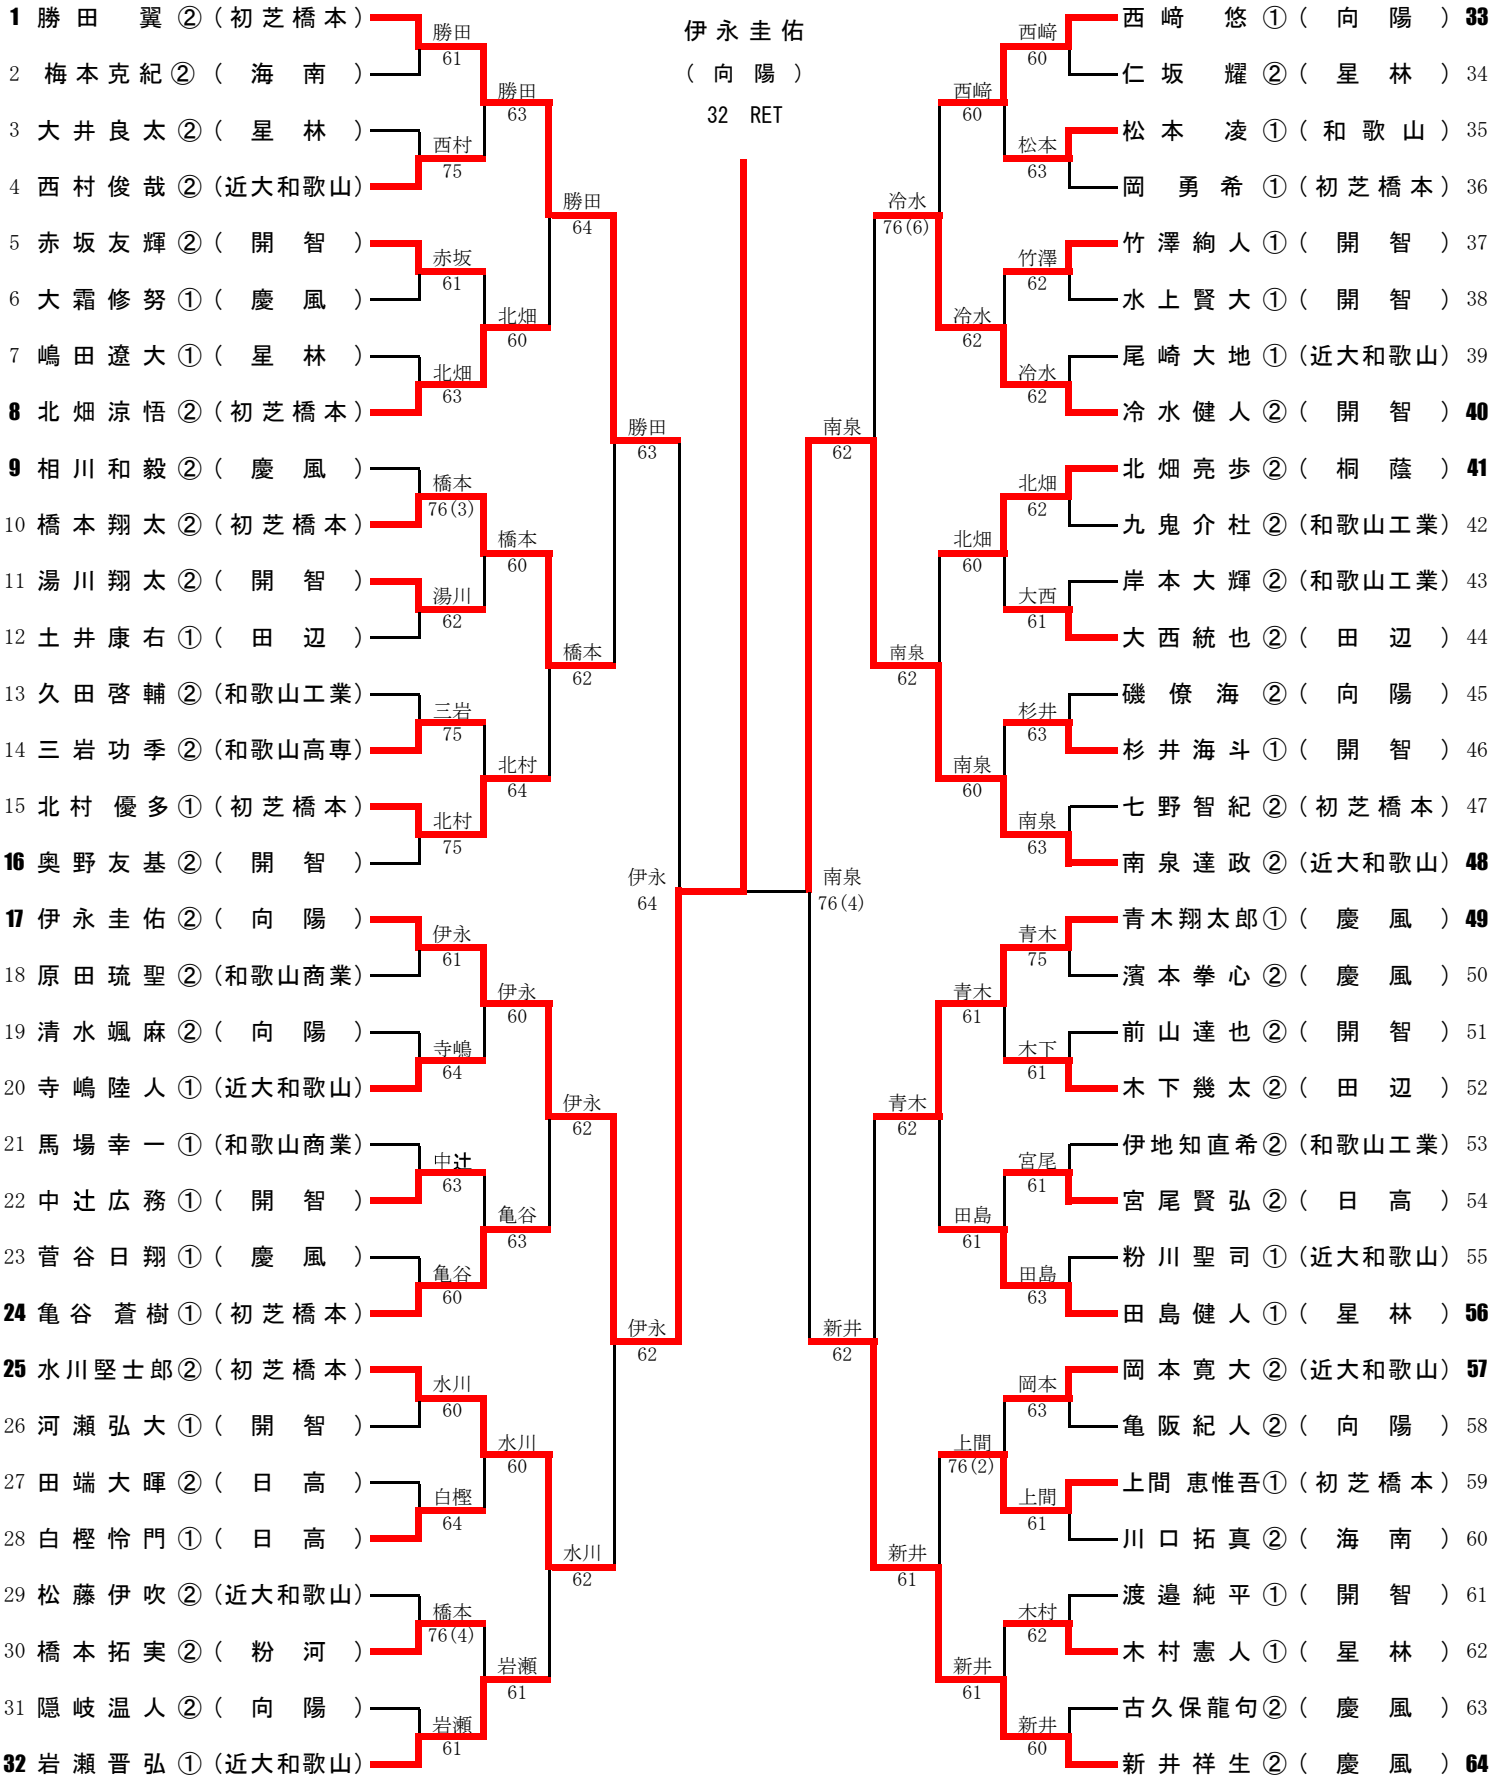 伊永圭佑
(向陽)
32 RET
1 勝田 翼 ② (初芝橋本)
2 梅本克紀 ② (海南)
3 大井良太 ② (星林)
4 西村俊哉 ② (近大和歌山)
5 赤坂友輝 ② (開智)
6 大霜修努 ① (慶風)
7 嶋田遼大 ① (星林)
8 北畑涼悟 ② (初芝橋本)
9 相川和毅 ② (慶風)
10 橋本翔太 ② (初芝橋本)
11 湯川翔太 ② (開智)
12 土井康右 ① (田辺)
13 久田啓輔 ② (和歌山工業)
14 三岩功季 ② (和歌山高専)
15 北村 優多 ① (初芝橋本)
16 奥野友基 ② (開智)
17 伊永圭佑 ② (向陽)
18 原田琉聖 ② (和歌山商業)
19 清水颯麻 ② (向陽)
20 寺嶋陸人 ① (近大和歌山)
21 馬場幸一 ① (和歌山商業)
22 中辻広務 ① (開智)
23 菅谷日翔 ① (慶風)
24 亀谷 蒼樹 ① (初芝橋本)
25 水川堅士郎 ② (初芝橋本)
26 河瀬弘大 ① (開智)
27 田端大暉 ② (日高)
28 白樫怜門 ① (日高)
29 松藤伊吹 ② (近大和歌山)
30 橋本拓実 ② (粉河)
31 隠岐温人 ② (向陽)
32 岩瀬晋弘 ① (近大和歌山)
勝田
61
西村
75
赤坂
61
北畑
63
橋本
76(3)
湯川
62
三岩
75
北村
75
伊永
61
寺嶋
64
中辻
63
亀谷
60
水川
60
白樫
64
橋本
76(4)
岩瀬
61
勝田
63
北畑
60
橋本
60
北村
64
伊永
60
亀谷
63
水川
60
岩瀬
61
勝田
64
橋本
62
伊永
62
水川
62
勝田
63
伊永
62
伊永
64
南泉
76(4)
南泉
62
新井
62
冷水
76(6)
南泉
62
青木
62
新井
61
西﨑
60
冷水
62
北畑
60
南泉
60
青木
61
田島
61
上間
76(2)
新井
61
西﨑
60
松本
63
竹澤
62
冷水
62
北畑
62
大西
61
杉井
63
南泉
63
青木
75
木下
61
宮尾
61
田島
63
岡本
63
上間
61
木村
62
新井
60
西﨑 悠 ① (向陽) 33
仁坂 耀 ② (星林) 34
松本 凌 ① (和歌山) 35
岡 勇希 ① (初芝橋本) 36
竹澤絢人 ① (開智) 37
水上賢大 ① (開智) 38
尾崎大地 ① (近大和歌山) 39
冷水健人 ② (開智) 40
北畑亮歩 ② (桐蔭) 41
九鬼介杜 ② (和歌山工業) 42
岸本大輝 ② (和歌山工業) 43
大西統也 ② (田辺) 44
磯僚海 ② (向陽) 45
杉井海斗 ① (開智) 46
七野智紀 ② (初芝橋本) 47
南泉達政 ② (近大和歌山) 48
青木翔太郎 ① (慶風) 49
濱本拳心 ② (慶風) 50
前山達也 ② (開智) 51
木下幾太 ② (田辺) 52
伊地知直希 ② (和歌山工業) 53
宮尾賢弘 ② (日高) 54
粉川聖司 ① (近大和歌山) 55
田島健人 ① (星林) 56
岡本寛大 ② (近大和歌山) 57
亀阪紀人 ② (向陽) 58
上間 恵惟吾 ① (初芝橋本) 59
川口拓真 ② (海南) 60
渡邉純平 ① (開智) 61
木村憲人 ① (星林) 62
古久保龍句 ② (慶風) 63
新井祥生 ② (慶風) 64